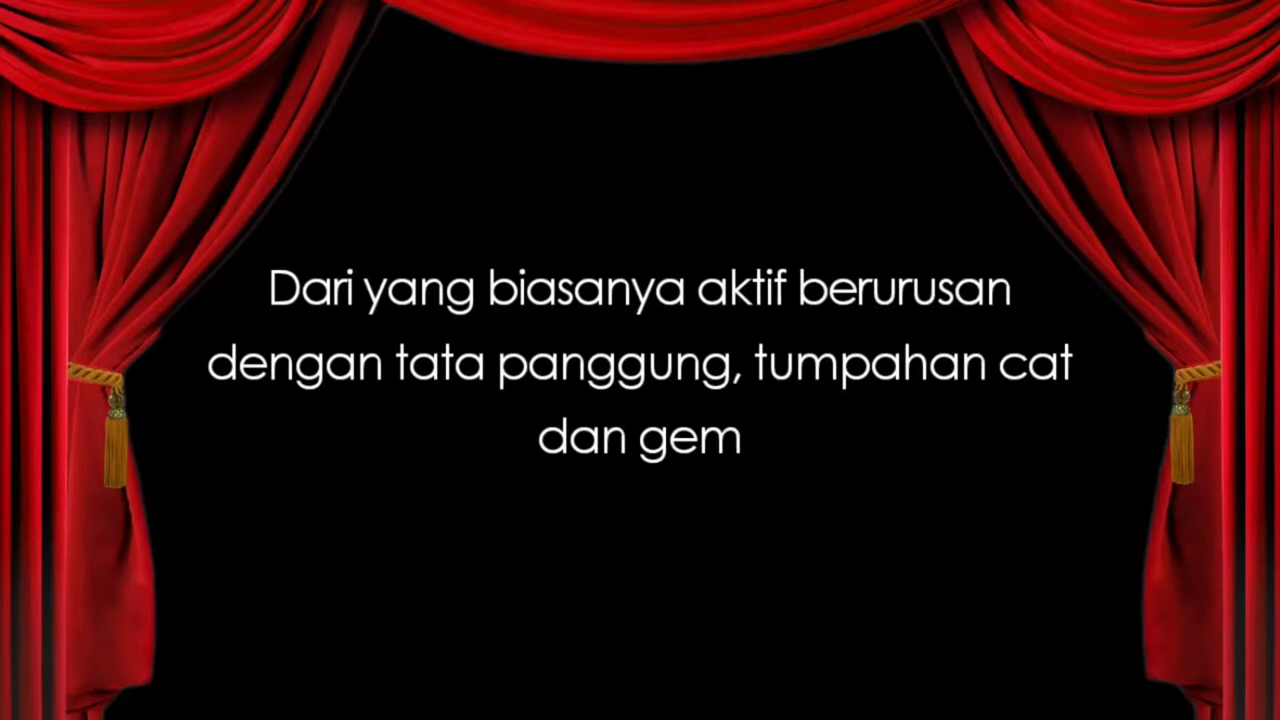 Dari yang biasanya aktif berurusan
dengan tata panggung, tumpahan cat
dan gem